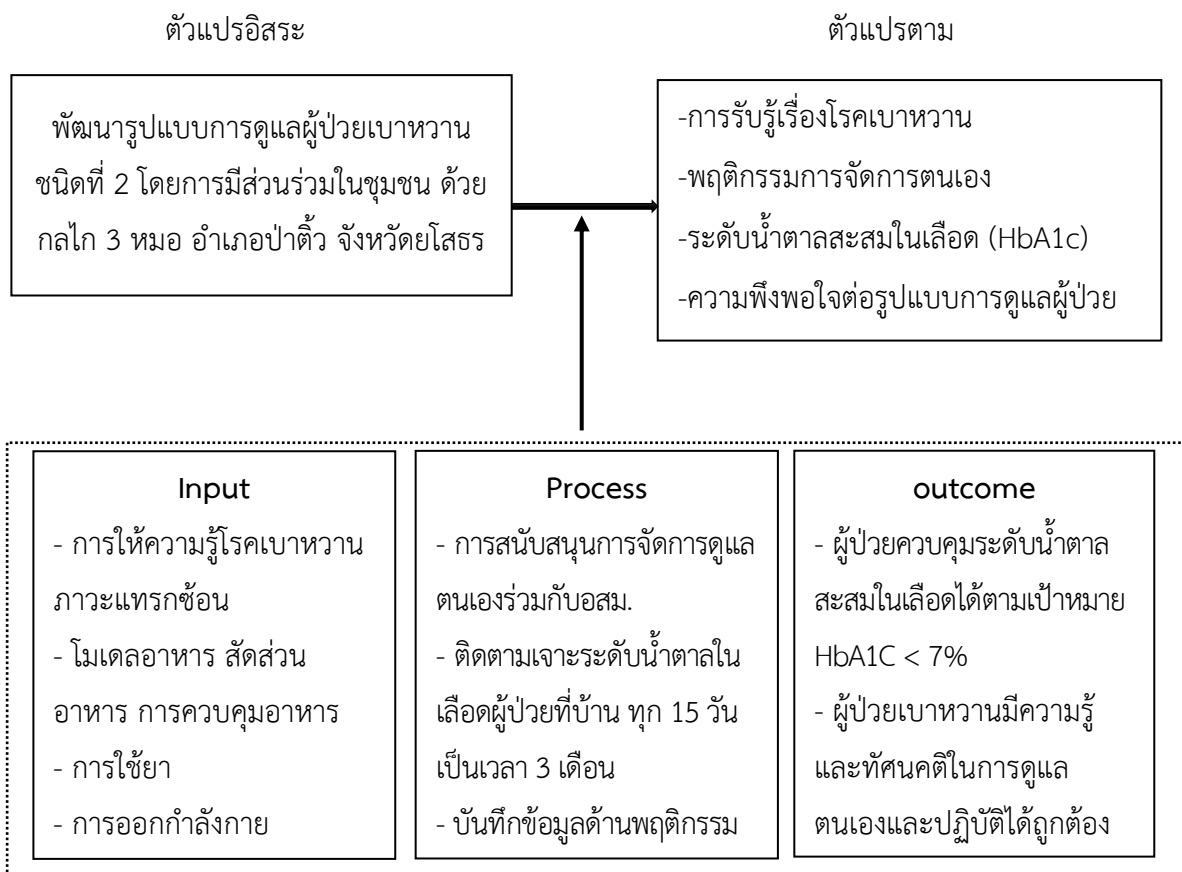 ตัวแปรอิสระ
ตัวแปรตาม
พัฒนารูปแบบการดูแลผู้ป่วยเบาหวาน
ชนิดที่ 2 โดยการมีส่วนร่วมในชุมชน ด้วย
กลไก 3 หมอ อำเภอป่าติ้ว จังหวัดยโสธร
-การรับรู้เรื่องโรคเบาหวาน
-พฤติกรรมการจัดการตนเอง
-ระดับน้ำตาลสะสมในเลือด (HbA1c)
-ความพึงพอใจต่อรูปแบบการดูแลผู้ป่วย
Input
- การให้ความรู้โรคเบาหวาน
ภาวะแทรกซ้อน
- โมเดลอาหาร สัดส่วน
อาหาร การควบคุมอาหาร
- การใช้ยา
- การออกกำลังกาย
Process
- การสนับสนุนการจัดการดูแล
ตนเองร่วมกับอสม.
- ติดตามเจาะระดับน้ำตาลใน
เลือดผู้ป่วยที่บ้าน ทุก 15 วัน
เป็นเวลา 3 เดือน
- บันทึกข้อมูลด้านพฤติกรรม
outcome
- ผู้ป่วยควบคุมระดับน้ำตาล
สะสมในเลือดได้ตามเป้าหมาย
HbA1C < 7%
- ผู้ป่วยเบาหวานมีความรู้
และทัศนคติในการดูแล
ตนเองและปฏิบัติได้ถูกต้อง